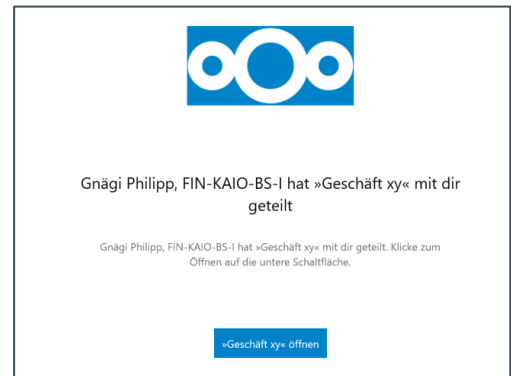 Gnägi Philipp, FIN-KAIO-BS-I hat »Geschäft xy« mit dir
geteilt
Gnägi Philipp, FIN-KAIO-BS-I hat »Geschäft xy« mit dir geteilt. Klicke zum
Öffnen auf die untere Schaltfläche.
»Geschäft xy« öffnen